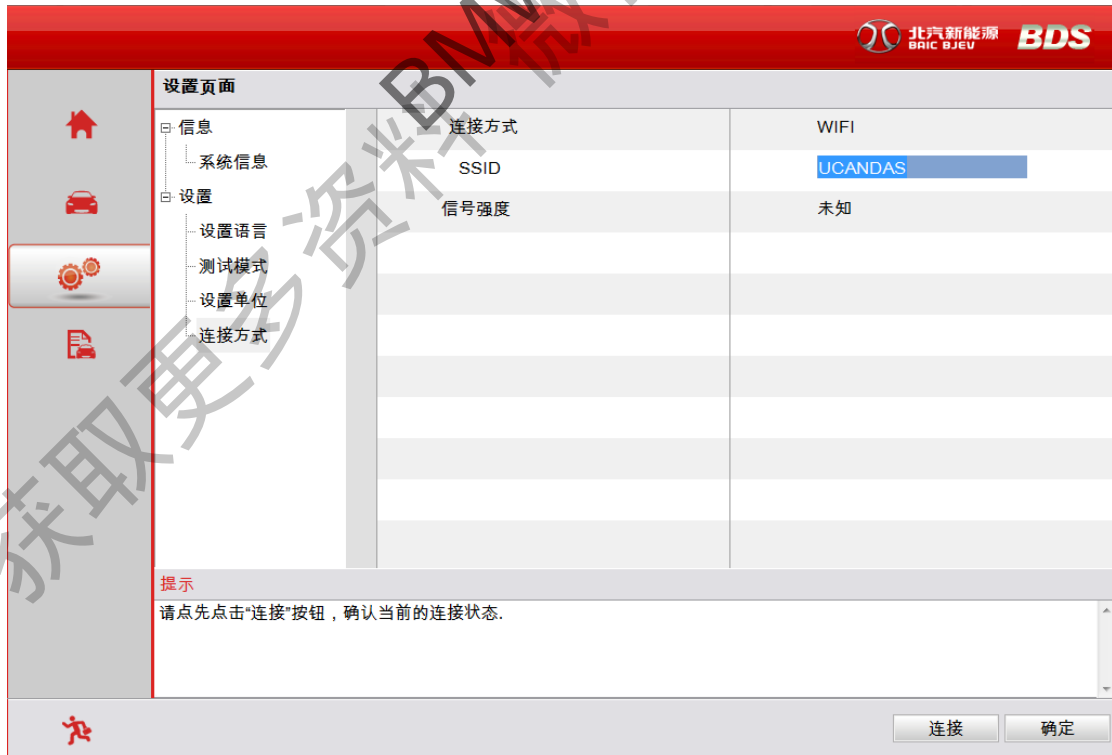 北汽新能源 BDS
BAIC BJEV
设置页面
信息
系统信息
设置
设置语言
测试模式
设置单位
连接方式
连接方式 WIFI
SSID UCANDAS
信号强度 未知
提示
请点先点击“连接”按钮，确认当前的连接状态.
连接 确定
获取更多资料 BMW 微